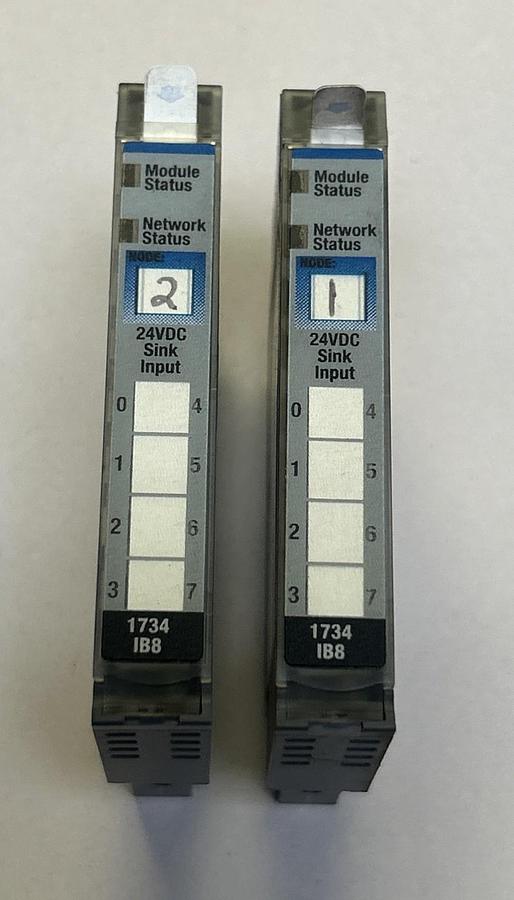 Module
Status
Network
Status
NODE:
2
24VDC
Sink
Input
0 4
1 5
2 6
3 7
1734
IB8
Module
Status
Network
Status
NODE:
1
24VDC
Sink
Input
0 4
1 5
2 6
3 7
1734
IB8